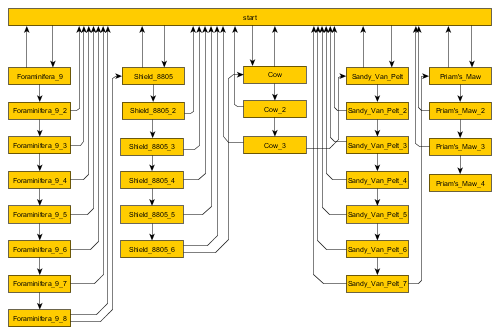 start
Foraminifera_9
Shield_8805
Cow
Sandy_Van_Pelt
Priam's_Maw
Foraminifera_9_2
Shield_8805_2
Cow_2
Sandy_Van_Pelt_2
Priam's_Maw_2
Foraminifera_9_3
Shield_8805_3
Cow_3
Sandy_Van_Pelt_3
Priam's_Maw_3
Foraminifera_9_4
Shield_8805_4
Sandy_Van_Pelt_4
Priam's_Maw_4
Foraminifera_9_5
Shield_8805_5
Sandy_Van_Pelt_5
Foraminifera_9_6
Shield_8805_6
Sandy_Van_Pelt_6
Foraminifera_9_7
Sandy_Van_Pelt_7
Foraminifera_9_8